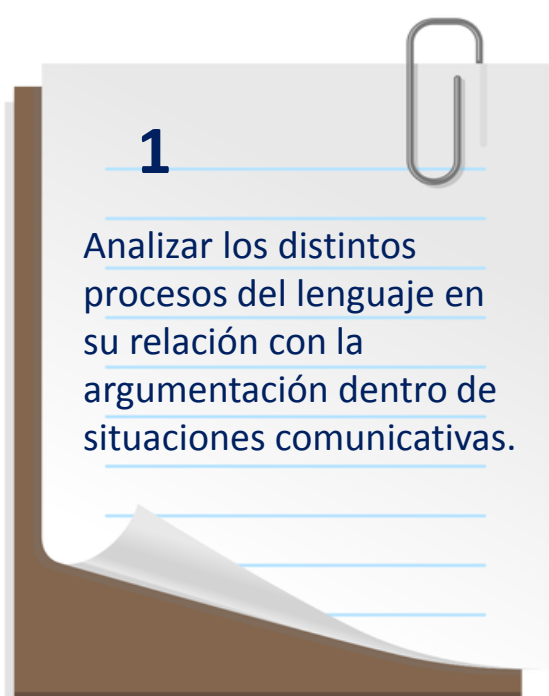 1
Analizar los distintos
procesos del lenguaje en
su relación con la
argumentación dentro de
situaciones comunicativas.